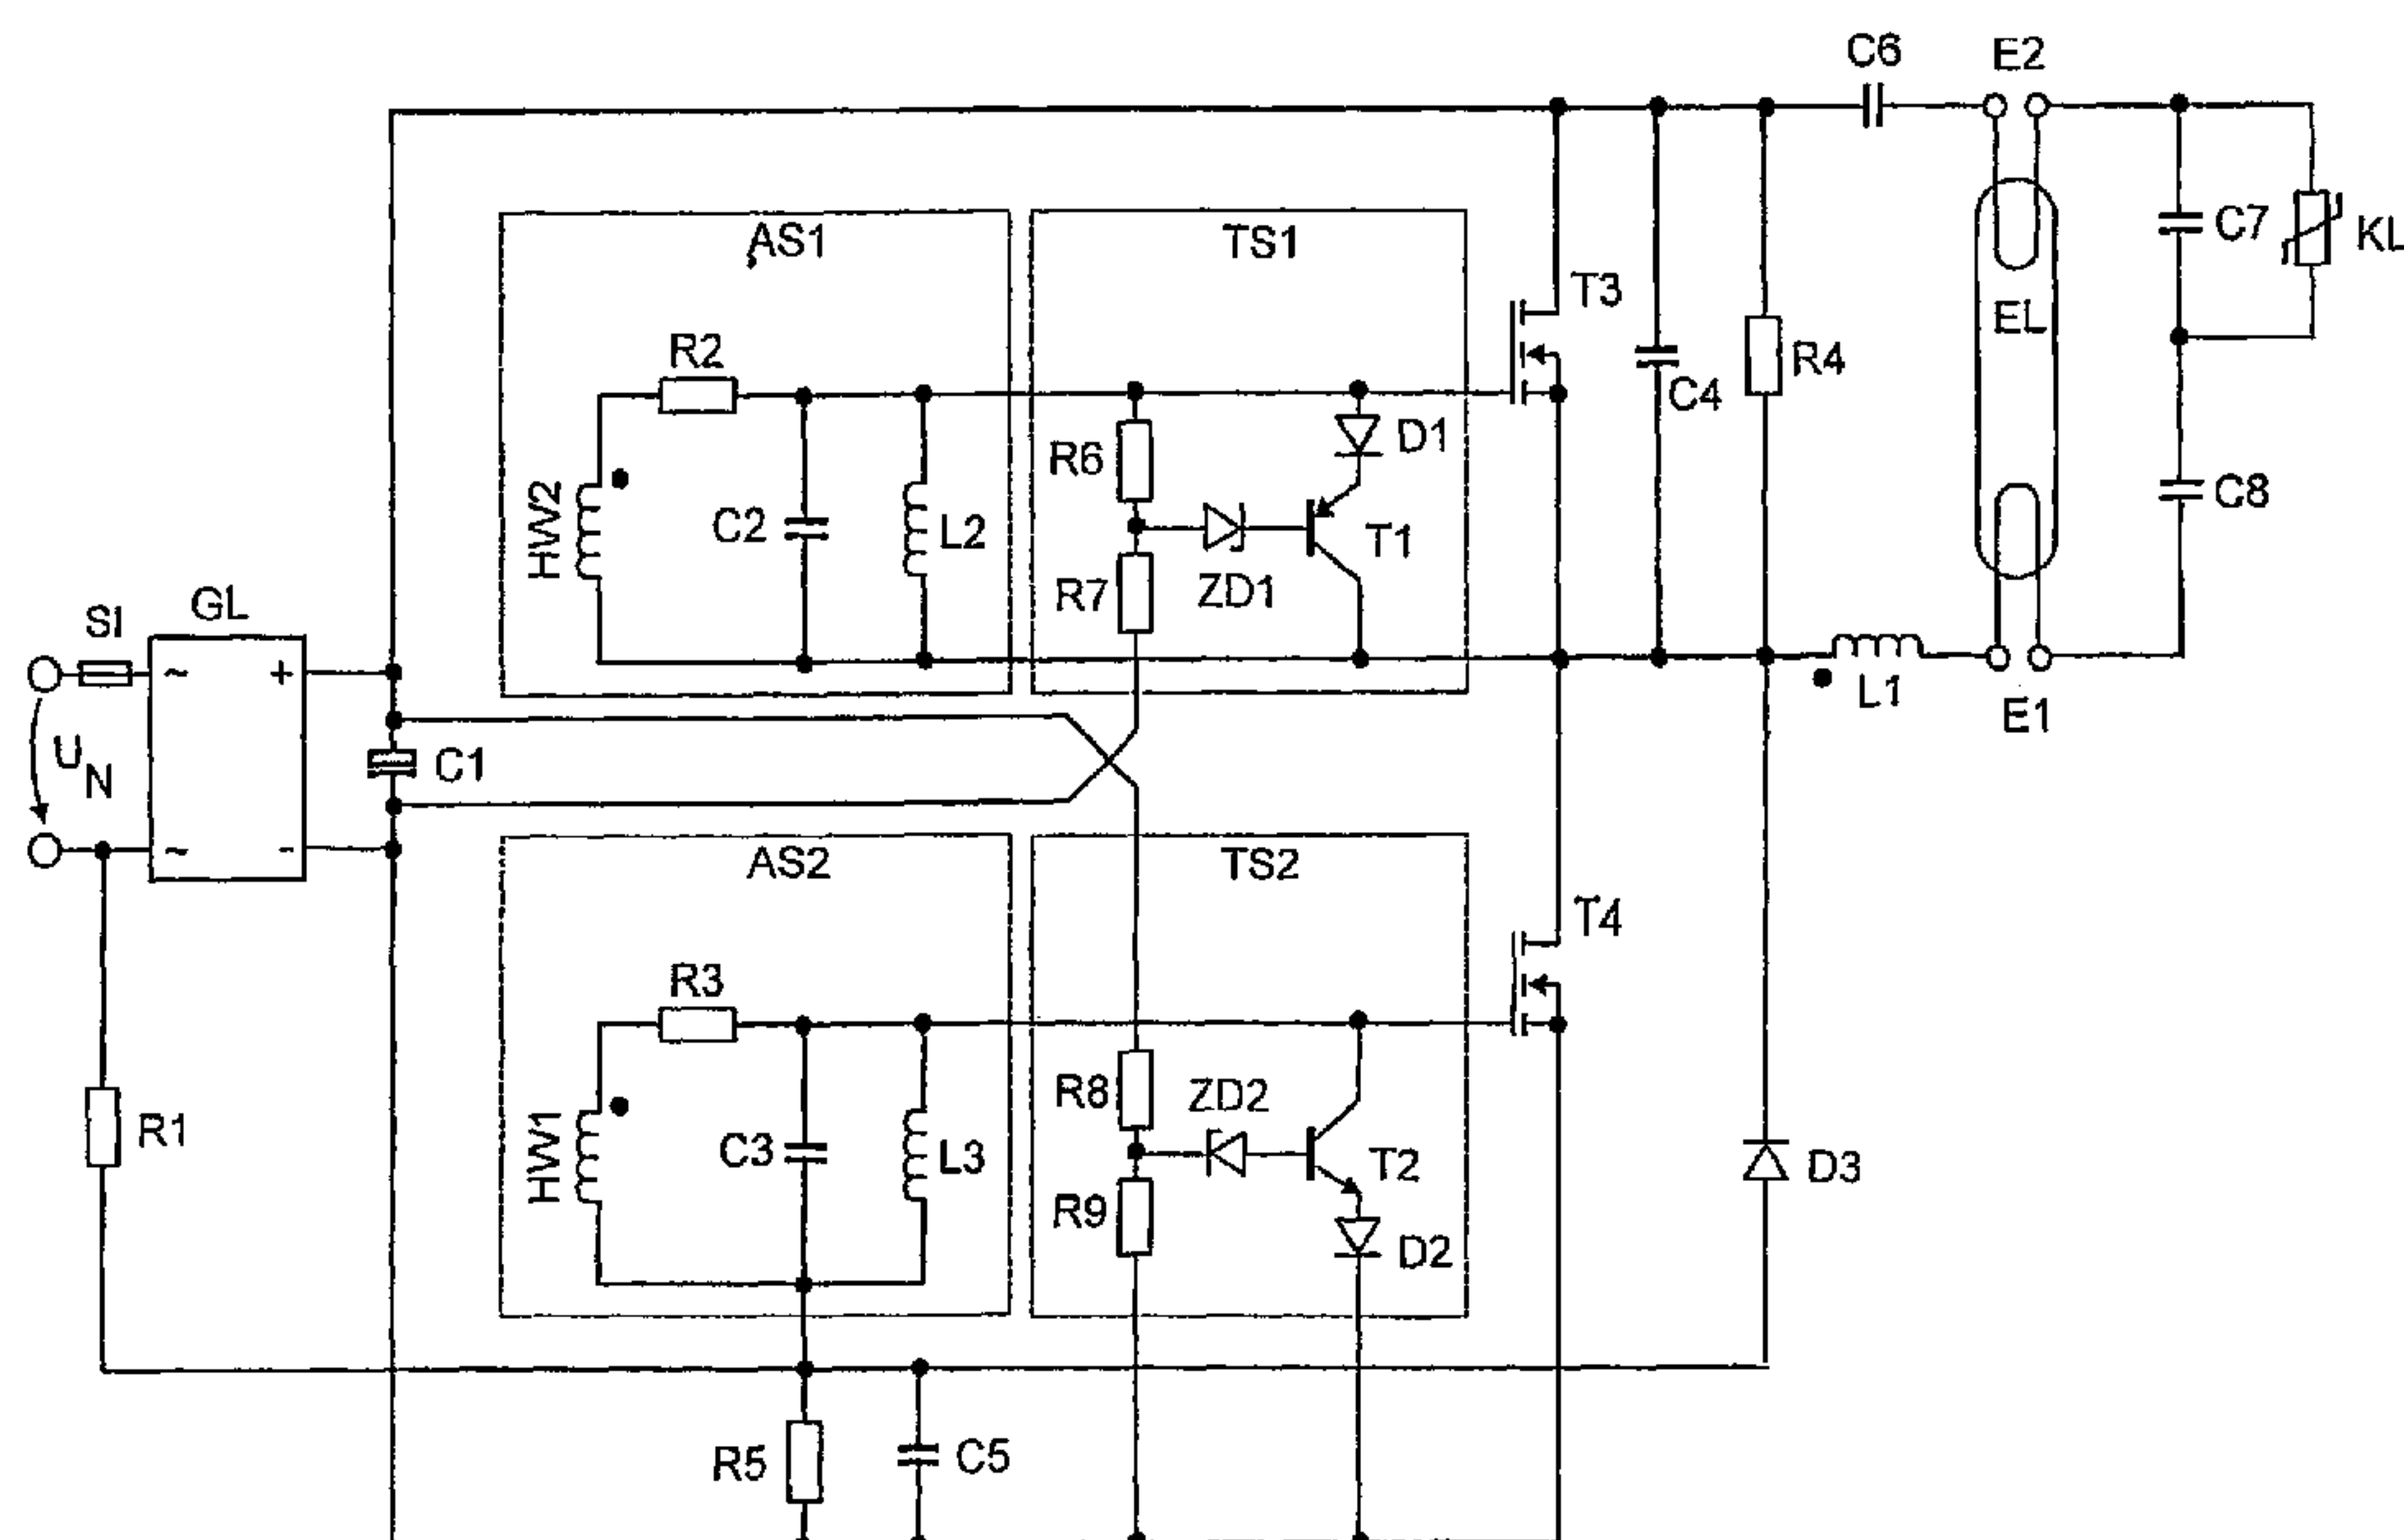 C6
E2
AS1
TS1
C7
KL
T3
EL
R2
R4
C4
R6
D1
C8
HW2
C2
L2
T1
ZD1
R7
SI
GL
~
+
L1
E1
U
N
C1
~
-
AS2
TS2
T4
R3
R8
ZD2
R1
HW1
C3
L3
T2
D3
R9
D2
R5
C5